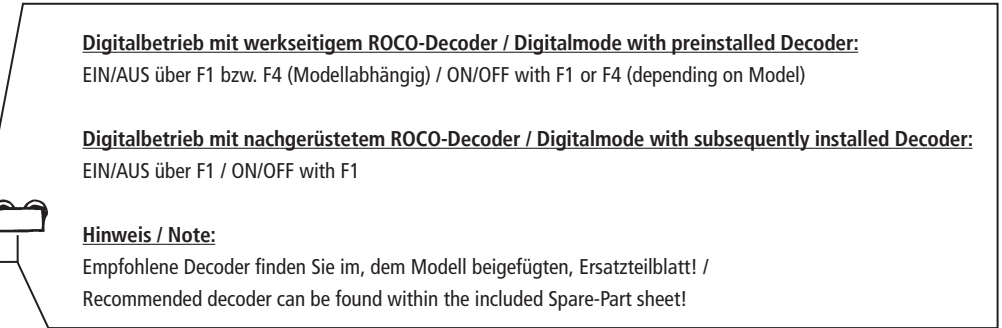 Digitalbetrieb mit werkseitigem ROCO-Decoder / Digitalmode with preinstalled Decoder:
EIN/AUS über F1 bzw. F4 (Modellabhängig) / ON/OFF with F1 or F4 (depending on Model)
Digitalbetrieb mit nachgerüstetem ROCO-Decoder / Digitalmode with subsequently installed Decoder:
EIN/AUS über F1 / ON/OFF with F1
Hinweis / Note:
Empfohlene Decoder finden Sie im, dem Modell beigefügten, Ersatzteilblatt! /
Recommended decoder can be found within the included Spare-Part sheet!